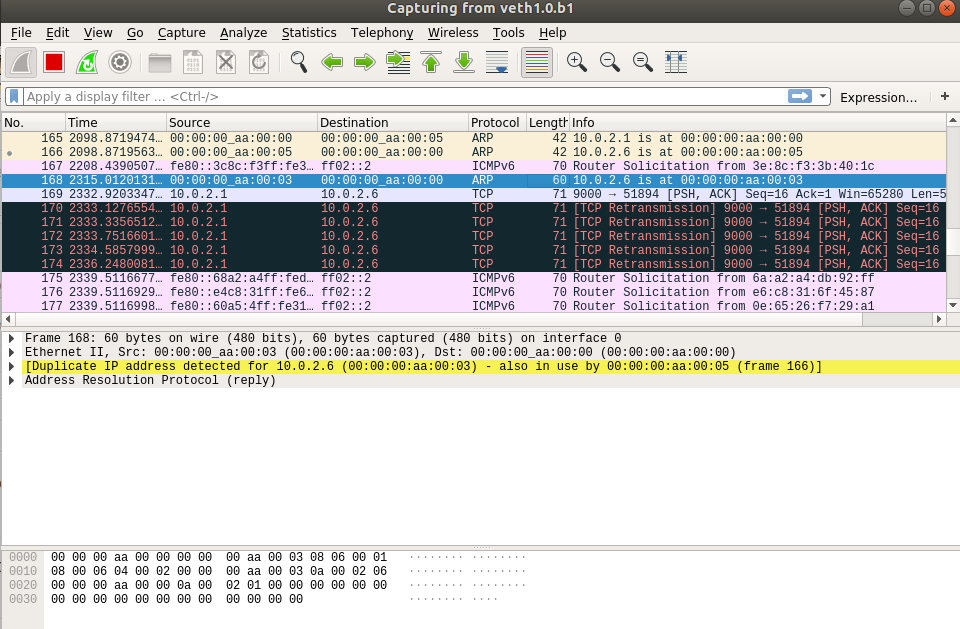 Capturing from veth1.0.b1
File Edit View Go Capture Analyze Statistics Telephony Wireless Tools Help
Apply a display filter … <Ctrl-/> Expression… +
No. Time Source Destination Protocol Length Info
165 2098.8719474… 00:00:00_aa:00:00 00:00:00_aa:00:05 ARP 42 10.0.2.1 is at 00:00:00:aa:00:00
166 2098.8719563… 00:00:00_aa:00:05 00:00:00_aa:00:00 ARP 42 10.0.2.6 is at 00:00:00:aa:00:05
167 2208.4390507… fe80::3c8c:f3ff:fe3… ff02::2 ICMPv6 70 Router Solicitation from 3e:8c:f3:3b:40:1c
168 2315.0120131… 00:00:00_aa:00:03 00:00:00_aa:00:00 ARP 60 10.0.2.6 is at 00:00:00:aa:00:03
169 2332.9203347… 10.0.2.1 10.0.2.6 TCP 71 9000 → 51894 [PSH, ACK] Seq=16 Ack=1 Win=65280 Len=5
170 2333.1276554… 10.0.2.1 10.0.2.6 TCP 71 [TCP Retransmission] 9000 → 51894 [PSH, ACK] Seq=16
171 2333.3356512… 10.0.2.1 10.0.2.6 TCP 71 [TCP Retransmission] 9000 → 51894 [PSH, ACK] Seq=16
172 2333.7516601… 10.0.2.1 10.0.2.6 TCP 71 [TCP Retransmission] 9000 → 51894 [PSH, ACK] Seq=16
173 2334.5857999… 10.0.2.1 10.0.2.6 TCP 71 [TCP Retransmission] 9000 → 51894 [PSH, ACK] Seq=16
174 2336.2480081… 10.0.2.1 10.0.2.6 TCP 71 [TCP Retransmission] 9000 → 51894 [PSH, ACK] Seq=16
175 2339.5116677… fe80::68a2:a4ff:fed… ff02::2 ICMPv6 70 Router Solicitation from 6a:a2:a4:db:92:ff
176 2339.5116929… fe80::e4c8:31ff:fe6… ff02::2 ICMPv6 70 Router Solicitation from e6:c8:31:6f:45:87
177 2339.5116998… fe80::60a5:4ff:fe31… ff02::2 ICMPv6 70 Router Solicitation from 0e:65:26:f7:29:a1
Frame 168: 60 bytes on wire (480 bits), 60 bytes captured (480 bits) on interface 0
Ethernet II, Src: 00:00:00_aa:00:03 (00:00:00:aa:00:03), Dst: 00:00:00_aa:00:00 (00:00:00:aa:00:00)
[Duplicate IP address detected for 10.0.2.6 (00:00:00:aa:00:03) - also in use by 00:00:00:aa:00:05 (frame 166)]
Address Resolution Protocol (reply)
0000 00 00 00 aa 00 00 00 00 00 aa 00 03 08 06 00 01 ········ ········
0010 08 00 06 04 00 02 00 00 00 aa 00 03 0a 00 02 06 ········ ········
0020 00 00 00 aa 00 00 0a 00 02 01 00 00 00 00 00 00 ········ ········
0030 00 00 00 00 00 00 00 00 00 00 00 00 ········ ····